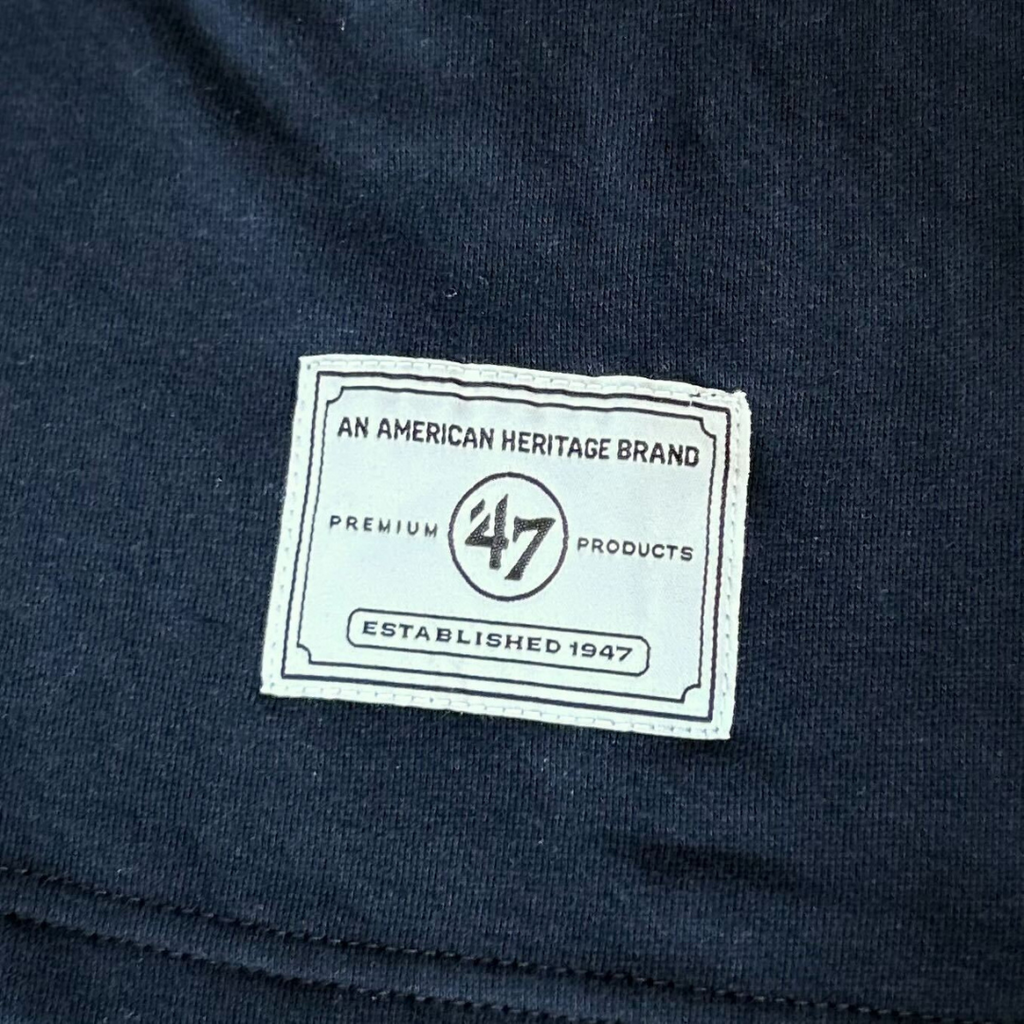 AN AMERICAN HERITAGE BRAND
PREMIUM '47 PRODUCTS
ESTABLISHED 1947